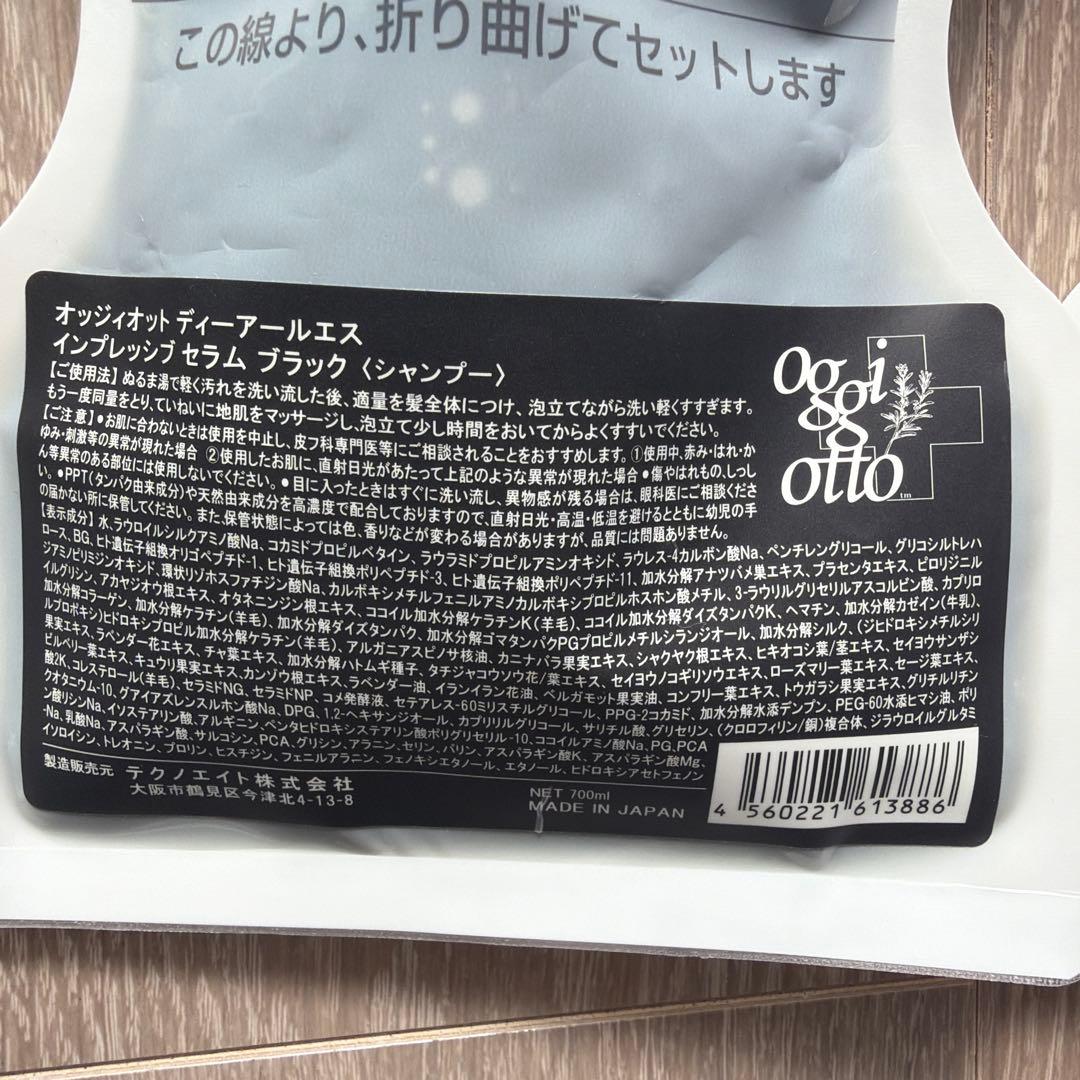 この線より、折り曲げてセットします
オッジィオット ディーアールエス
インプレッシブ セラム ブラック 〈シャンプー〉
oggi otto™
【ご使用法】ぬるま湯で軽く汚れを洗い流した後、適量を髪全体につけ、泡立てながら洗い軽くすすぎます。
もう一度同量をとり、ていねいに地肌をマッサージし、泡立て少し時間をおいてからよくすすいでください。
【ご注意】●お肌に合わないときは使用を中止し、皮フ科専門医等にご相談されることをおすすめします。①使用中、赤み・はれ・か
ゆみ・刺激等の異常が現れた場合 ②使用したお肌に、直射日光があたって上記のような異常が現れた場合●傷やはれもの、しっし
ん等異常のある部位には使用しないでください。●目に入ったときはすぐに洗い流し、異物感が残る場合は、眼科医にご相談くださ
い。●PPT(タンパク由来成分)や天然由来成分を高濃度で配合しておりますので、直射日光・高温・低温を避けるとともに幼児の手
の届かない所に保管してください。また、保管状態によっては色、香りなどが変わる場合がありますが、品質には問題ありません。
【表示成分】水、ラウロイルシルクアミノ酸Na、コカミドプロピルベタイン、ラウラミドプロピルアミンオキシド、ラウレス-4カルボン酸Na、ペンチレングリコール、グリコシルトレハ
ロース、BG、ヒト遺伝子組換オリゴペプチド-1、ヒト遺伝子組換ポリペプチド-3、ヒト遺伝子組換ポリペプチド-11、加水分解アナツバメ巣エキス、プラセンタエキス、ピロリジニル
ジアミノピリミジンオキシド、環状リゾホスファチジン酸Na、カルボキシメチルフェニルアミノカルボキシプロピルホスホン酸メチル、3-ラウリルグリセリルアスコルビン酸、カプリロ
イルグリシン、アカヤジオウ根エキス、オタネニンジン根エキス、ココイル加水分解ケラチンK(羊毛)、ココイル加水分解ダイズタンパクK、ヘマチン、加水分解カゼイン(牛乳)、
加水分解コラーゲン、加水分解ケラチン(羊毛)、加水分解ダイズタンパク、加水分解ゴマタンパクPGプロピルメチルシランジオール、加水分解シルク、(ジヒドロキシメチルシリ
ルプロポキシ)ヒドロキシプロピル加水分解ケラチン(羊毛)、アルガニアスピノサ核油、カニナバラ果実エキス、シャクヤク根エキス、ヒキオコシ葉/茎エキス、セイヨウサンザシ
果実エキス、ラベンダー花エキス、チャ葉エキス、加水分解ハトムギ種子、タチジャコウソウ花/葉エキス、セイヨウノコギリソウエキス、ローズマリー葉エキス、セージ葉エキス、
ビルベリー葉エキス、キュウリ果実エキス、カンゾウ根エキス、ラベンダー油、イランイラン花油、ベルガモット果実油、コンフリー葉エキス、トウガラシ果実エキス、グリチルリチン
酸2K、コレステロール(羊毛)、セラミドNG、セラミドNP、コメ発酵液、セテアレス-60ミリスチルグリコール、PPG-2コカミド、加水分解水添デンプン、PEG-60水添ヒマシ油、ポリ
クオタニウム-10、グアイアズレンスルホン酸Na、DPG、1,2-ヘキサンジオール、カプリリルグリコール、サリチル酸、グリセリン、(クロロフィリン/銅)複合体、ジラウロイルグルタミ
ン酸リシンNa、イソステアリン酸、アルギニン、ペンタヒドロキシステアリン酸ポリグリセリル-10、ココイルアミノ酸Na、PG、PCA
-Na、乳酸Na、アスパラギン酸、サルコシン、PCA、グリシン、アラニン、セリン、バリン、アスパラギン酸K、アスパラギン酸Mg、
イソロイシン、トレオニン、プロリン、ヒスチジン、フェニルアラニン、フェノキシエタノール、エタノール、ヒドロキシアセトフェノン
製造販売元 テクノエイト株式会社
大阪市鶴見区今津北4-13-8
NET 700ml
MADE IN JAPAN
4 560221 613886